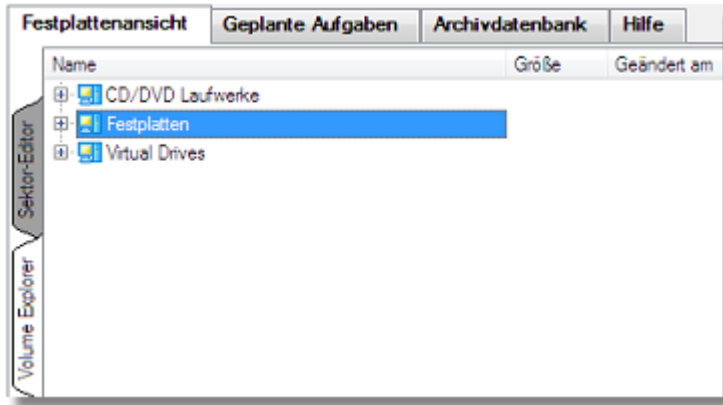 Festplattenansicht Geplante Aufgaben Archivdatenbank Hilfe
Name Größe Geändert am
CD/DVD Laufwerke
Festplatten
Virtual Drives
Sektor-Editor
Volume Explorer